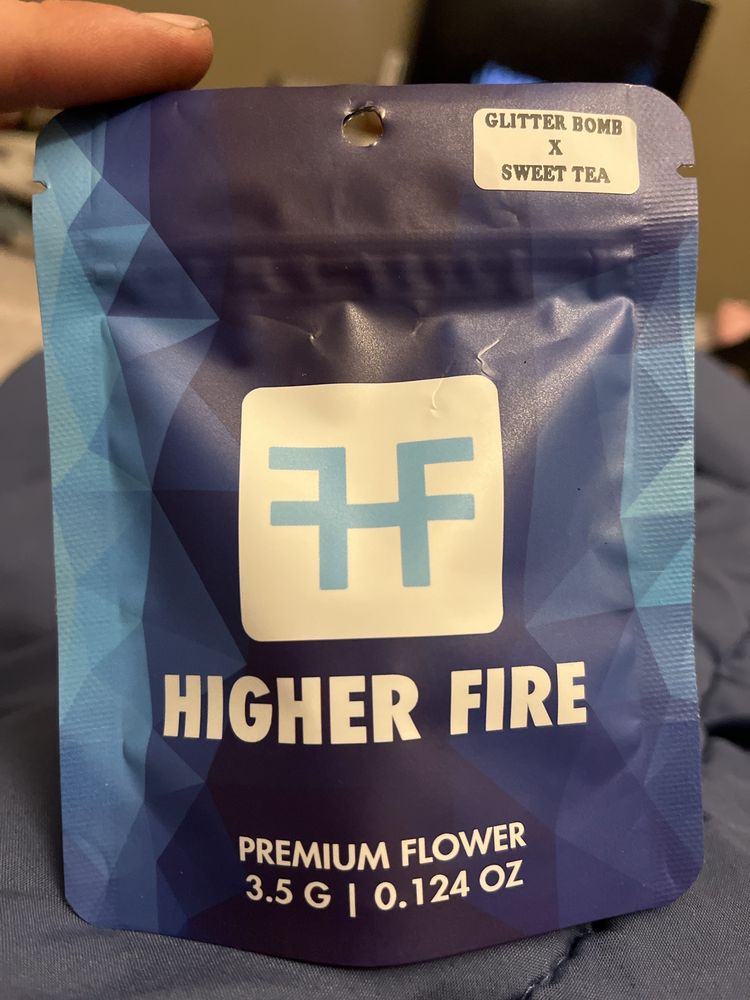 GLITTER BOMB
X
SWEET TEA
HIGHER FIRE
PREMIUM FLOWER
3.5 G | 0.124 OZ